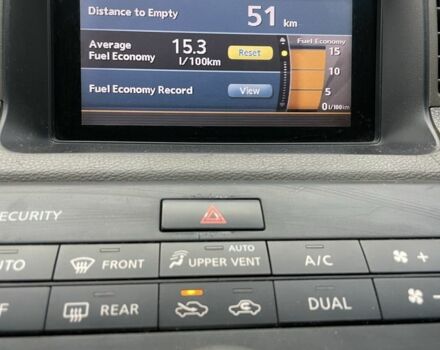 Distance to Empty 51 km
Average Fuel Economy 15.3 l/100km Reset
Fuel Economy
15
10
5
0 l/100km
Fuel Economy Record View
SECURITY
AUTO
UPPER VENT
FRONT
A/C
+
REAR
DUAL
-